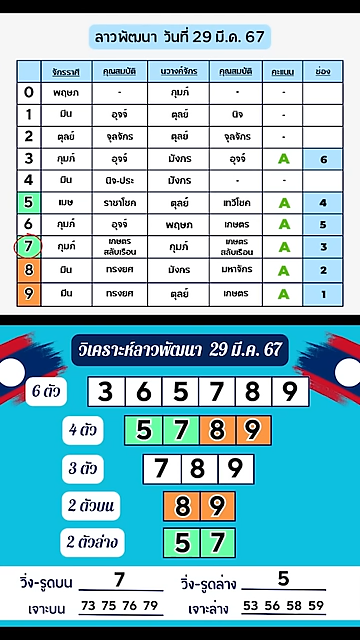 ลาวพัฒนา วันที่ 29 มี.ค. 67
จักรราศี คุณสมบัติ นวางค์จักร คุณสมบัติ คะแนน ช่อง
0 พฤษภ - กุมภ์ -
1 มีน อุจจ์ ตุลย์ นิจ -
2 ตุลย์ จุลจักร ตุลย์ จุลจักร -
3 กุมภ์ อุจจ์ มังกร อุจจ์ A 6
4 มีน นิจ-ประ มังกร - -
5 เมษ ราชาโชค ตุลย์ เทวีโชค A 4
6 กุมภ์ อุจจ์ พฤษภ เกษตร A 5
7 กุมภ์ เกษตร สลับเรือน กุมภ์ เกษตร สลับเรือน A 3
8 มีน ทรงยศ มังกร มหาจักร A 2
9 มีน ทรงยศ ตุลย์ เกษตร A 1
วิเคราะห์ลาวพัฒนา 29 มี.ค. 67
6 ตัว 3 6 5 7 8 9
4 ตัว 5 7 8 9
3 ตัว 7 8 9
2 ตัวบน 8 9
2 ตัวล่าง 5 7
วิ่ง-รูดบน 7 วิ่ง-รูดล่าง 5
เจาะบน 73 75 76 79 เจาะล่าง 53 56 58 59